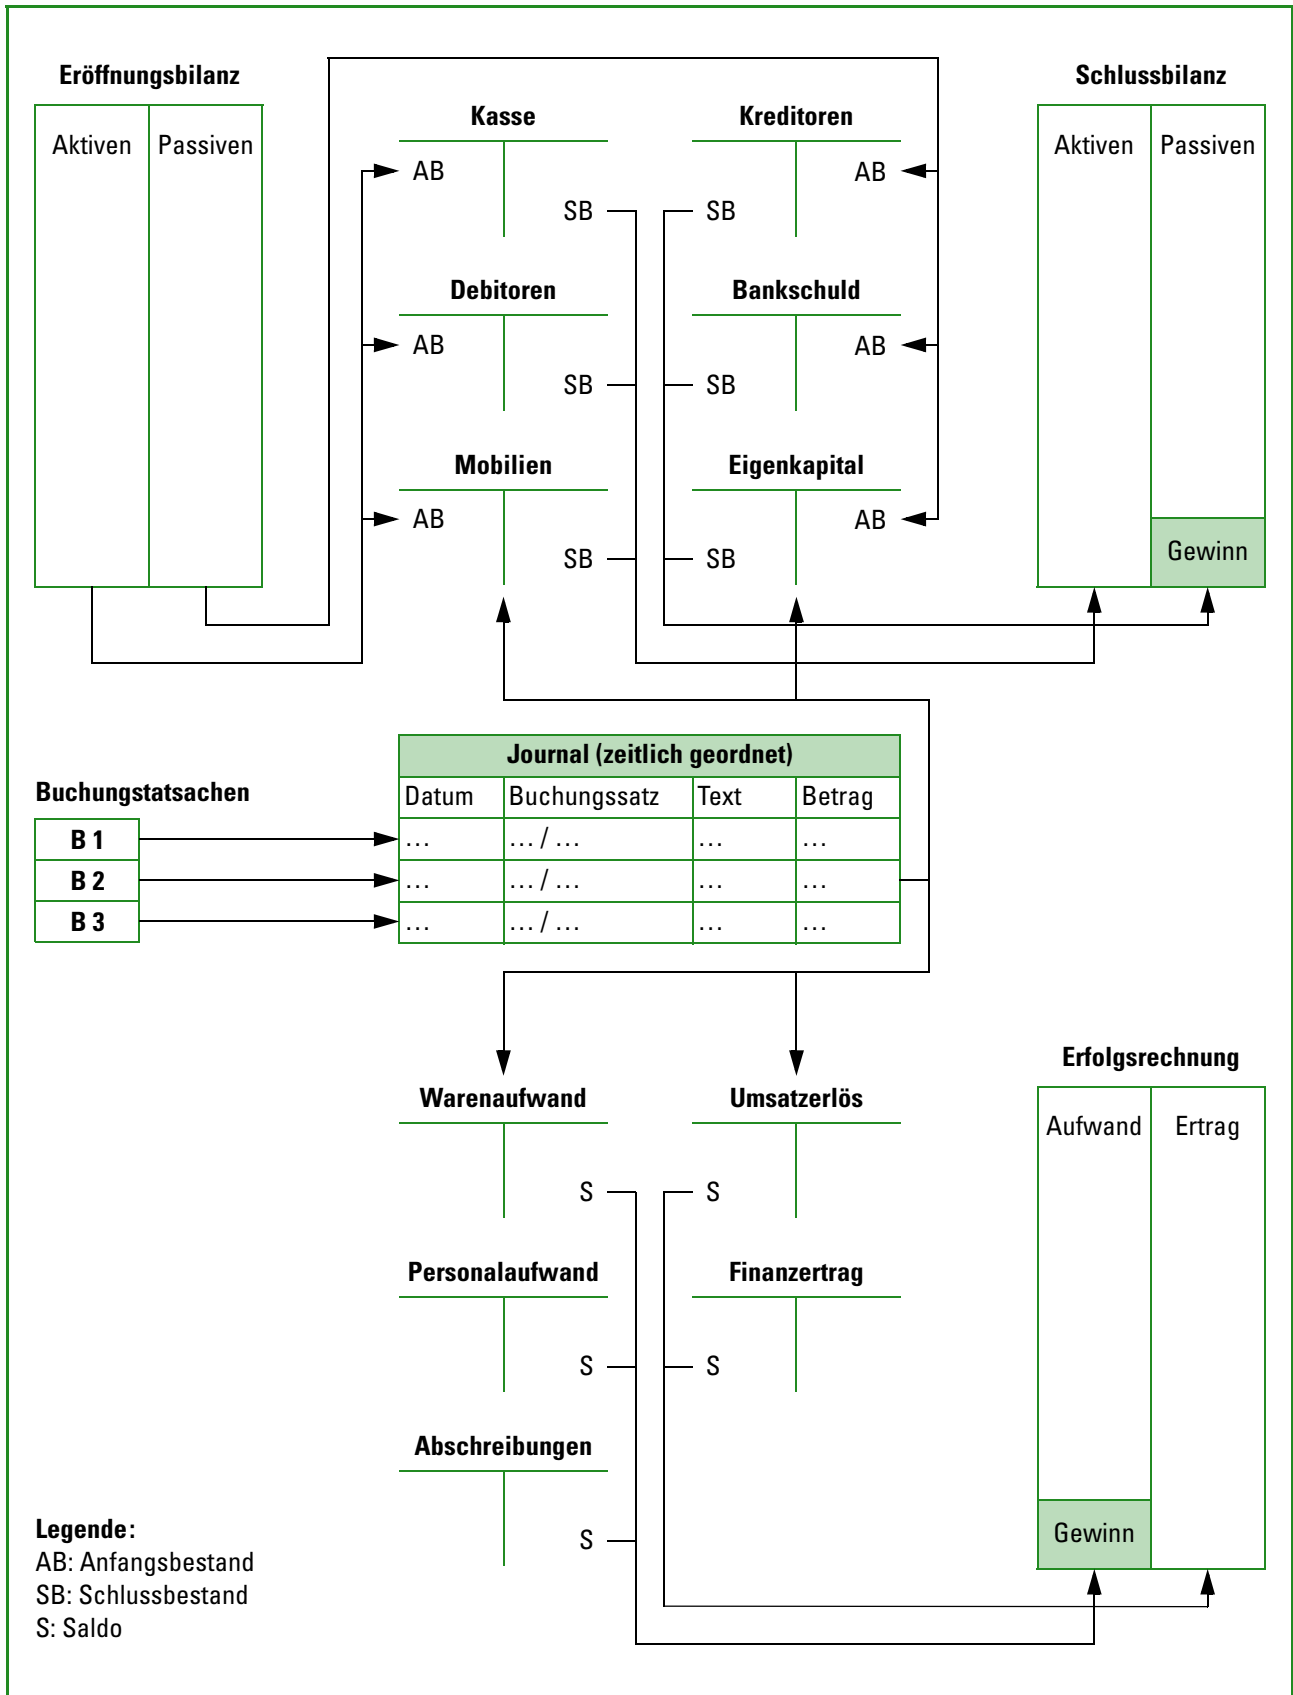 Eröffnungsbilanz
Aktiven Passiven
Kasse
AB
SB
Debitoren
AB
SB
Mobilien
AB
SB
Kreditoren
AB
SB
Bankschuld
AB
SB
Eigenkapital
AB
SB
Schlussbilanz
Aktiven Passiven
Gewinn
Buchungstatsachen
B 1
B 2
B 3
Journal (zeitlich geordnet)
Datum Buchungssatz Text Betrag
... ... / ... ... ...
... ... / ... ... ...
... ... / ... ... ...
Warenaufwand
S
Personalaufwand
S
Abschreibungen
S
Umsatzerlös
S
Finanzertrag
S
Erfolgsrechnung
Aufwand Ertrag
Gewinn
Legende:
AB: Anfangsbestand
SB: Schlussbestand
S: Saldo